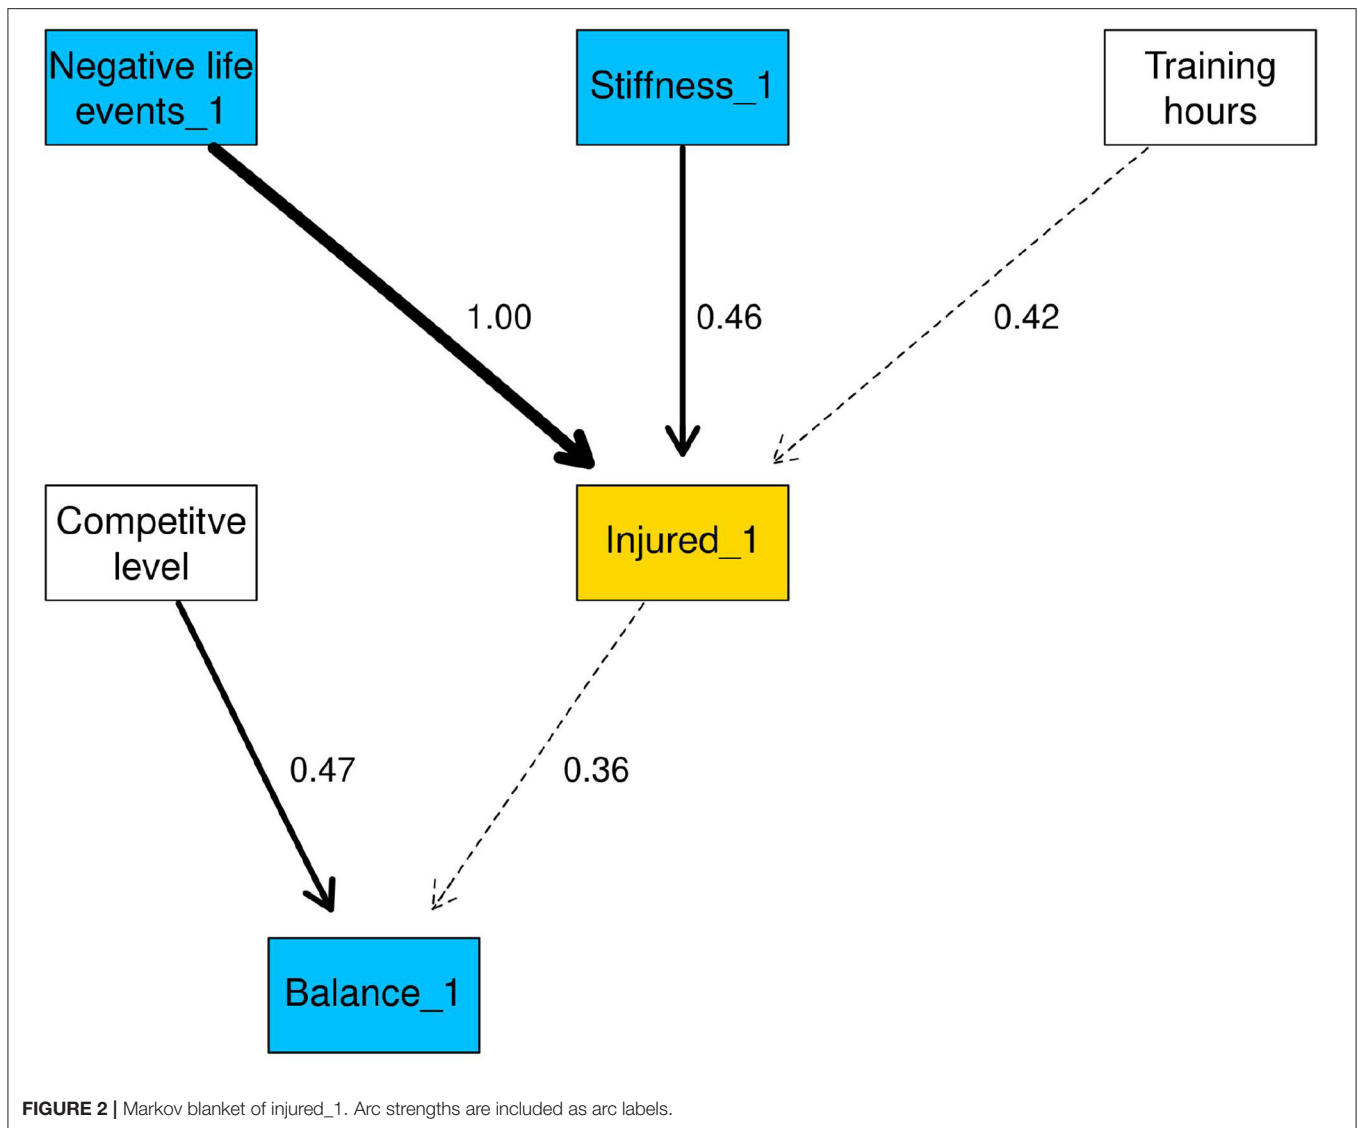 Negative life
events_1
Stiffness_1
Training
hours
1.00
0.46
0.42
Competitve
level
Injured_1
0.47
0.36
Balance_1
FIGURE 2 | Markov blanket of injured_1. Arc strengths are included as arc labels.